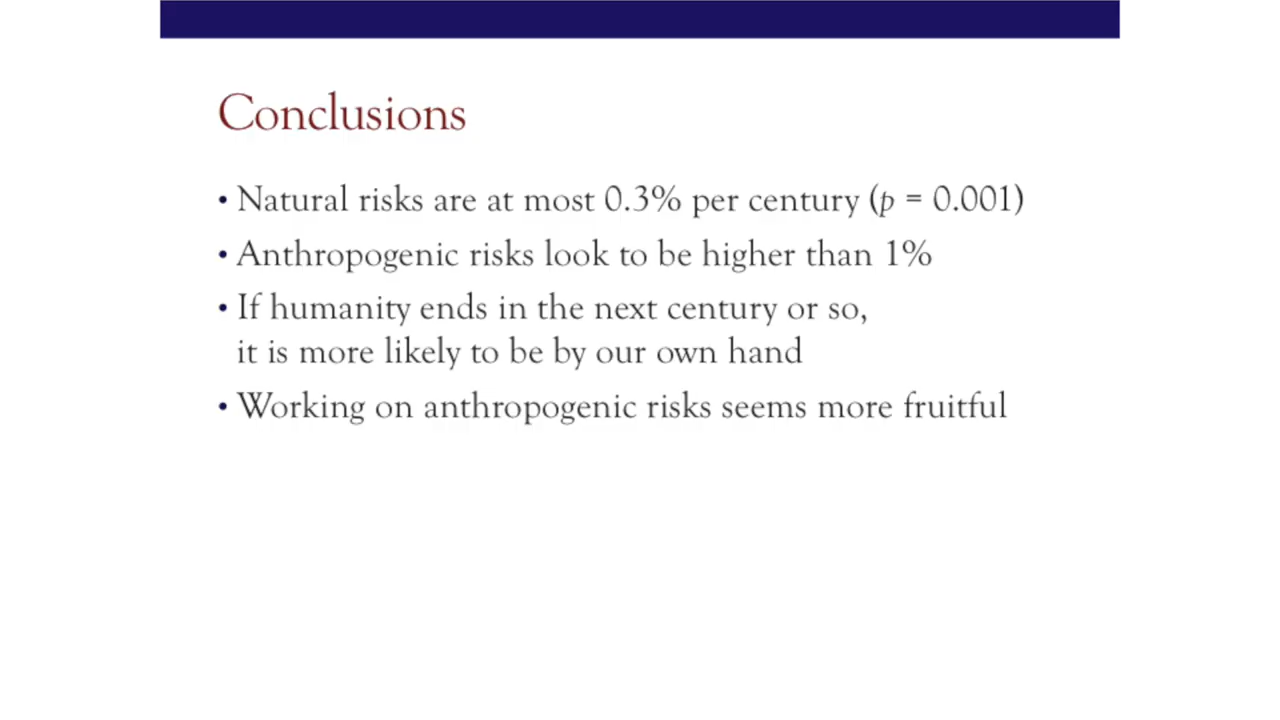 Conclusions
• Natural risks are at most 0.3% per century (p = 0.001)
• Anthropogenic risks look to be higher than 1%
• If humanity ends in the next century or so,
it is more likely to be by our own hand
• Working on anthropogenic risks seems more fruitful